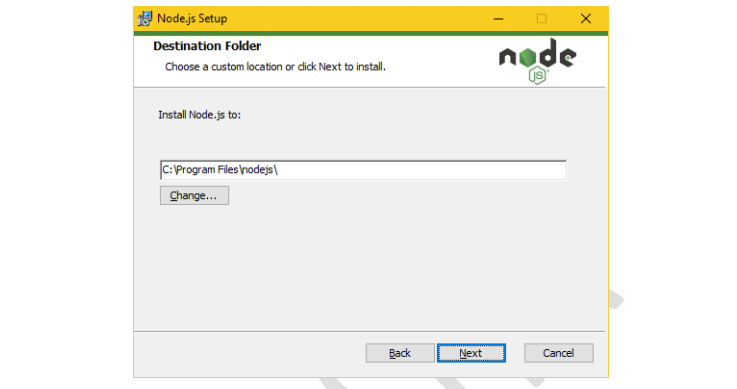 Node.js Setup
Destination Folder
Choose a custom location or click Next to install.
node
JS
Install Node.js to:
C:\Program Files\nodejs\
Change...
Back Next Cancel